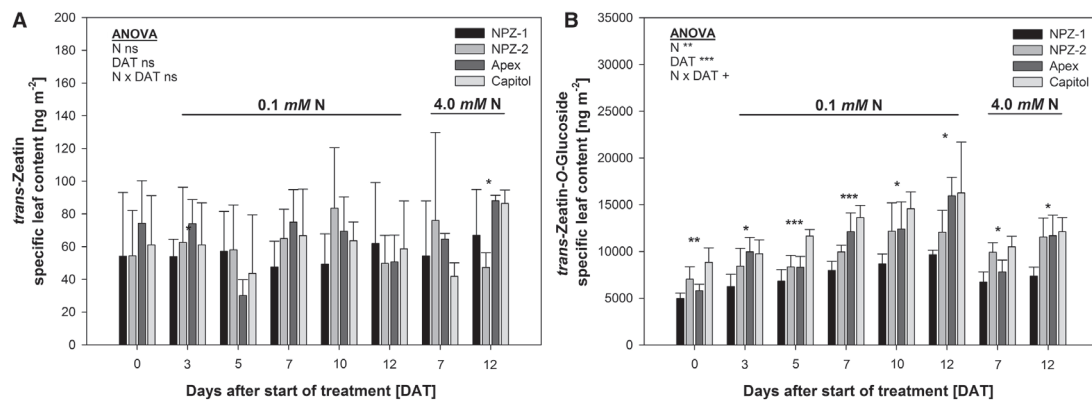 A
trans-Zeatin
specific leaf content [ng m-2]
200
180
160
140
120
100
80
60
40
20
0
ANOVA
N ns
DAT ns
N x DAT ns
NPZ-1
NPZ-2
Apex
Capitol
0.1 mM N
4.0 mM N
*
*
0 3 5 7 10 12 7 12
Days after start of treatment [DAT]
B
trans-Zeatin-O-Glucoside
specific leaf content [ng m-2]
35000
30000
25000
20000
15000
10000
5000
0
ANOVA
N **
DAT ***
N x DAT +
NPZ-1
NPZ-2
Apex
Capitol
0.1 mM N
4.0 mM N
** * *** *** * * * *
0 3 5 7 10 12 7 12
Days after start of treatment [DAT]